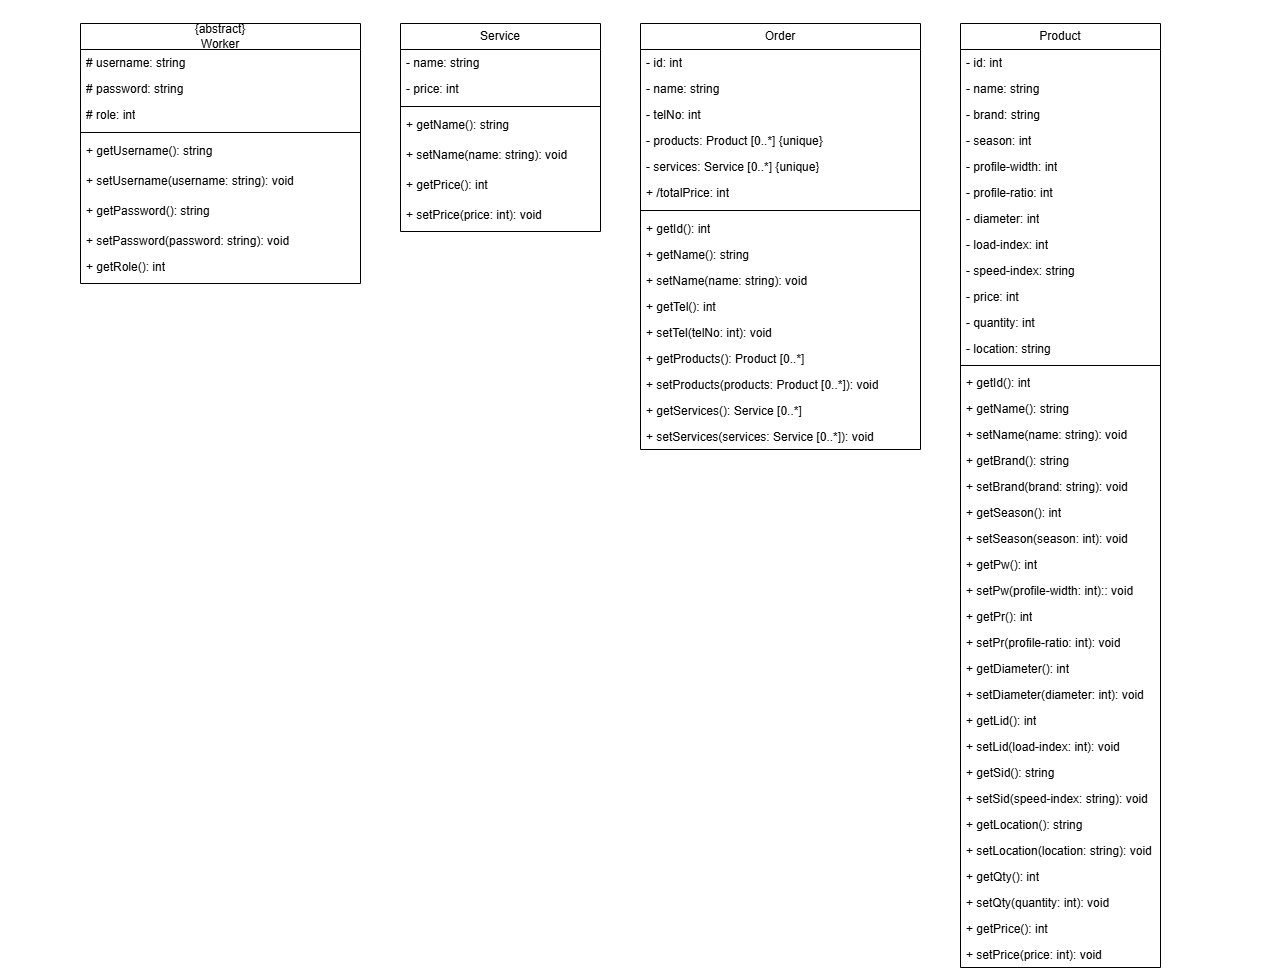 {abstract}
Worker
# username: string
# password: string
# role: int
+ getUsername(): string
+ setUsername(username: string): void
+ getPassword(): string
+ setPassword(password: string): void
+ getRole(): int
Service
- name: string
- price: int
+ getName(): string
+ setName(name: string): void
+ getPrice(): int
+ setPrice(price: int): void
Order
- id: int
- name: string
- telNo: int
- products: Product [0..*] {unique}
- services: Service [0..*] {unique}
+ /totalPrice: int
+ getId(): int
+ getName(): string
+ setName(name: string): void
+ getTel(): int
+ setTel(telNo: int): void
+ getProducts(): Product [0..*]
+ setProducts(products: Product [0..*]): void
+ getServices(): Service [0..*]
+ setServices(services: Service [0..*]): void
Product
- id: int
- name: string
- brand: string
- season: int
- profile-width: int
- profile-ratio: int
- diameter: int
- load-index: int
- speed-index: string
- price: int
- quantity: int
- location: string
+ getId(): int
+ getName(): string
+ setName(name: string): void
+ getBrand(): string
+ setBrand(brand: string): void
+ getSeason(): int
+ setSeason(season: int): void
+ getPw(): int
+ setPw(profile-width: int):: void
+ getPr(): int
+ setPr(profile-ratio: int): void
+ getDiameter(): int
+ setDiameter(diameter: int): void
+ getLid(): int
+ setLid(load-index: int): void
+ getSid(): string
+ setSid(speed-index: string): void
+ getLocation(): string
+ setLocation(location: string): void
+ getQty(): int
+ setQty(quantity: int): void
+ getPrice(): int
+ setPrice(price: int): void